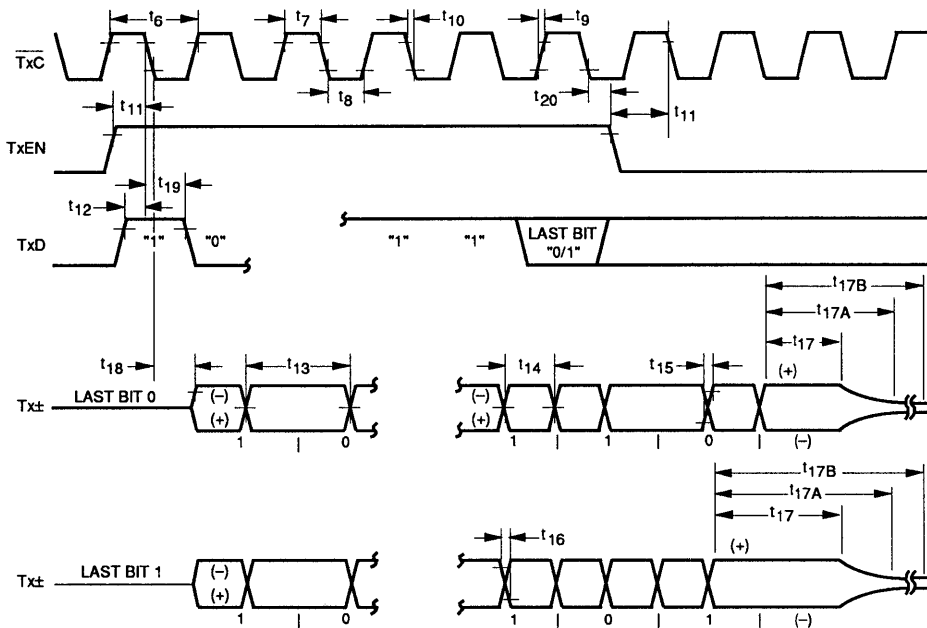 t6 t7 t10 t9
TxC
t8 t20 t11
t11
TxEN
t19
t12
TxD "1" "0" "1" "1" LAST BIT "0/1"
t17B
t17A
t18 t13 t14 t15 t17
LAST BIT 0 (–) (–) (+)
Tx±
(+) (+)
1 | 0 1 | 1 | 0 | (–)
t17B
t17A
t17
t16
(+)
LAST BIT 1 (–)
Tx±
(+)
1 | 0 1 | 0 | 1 | (–)